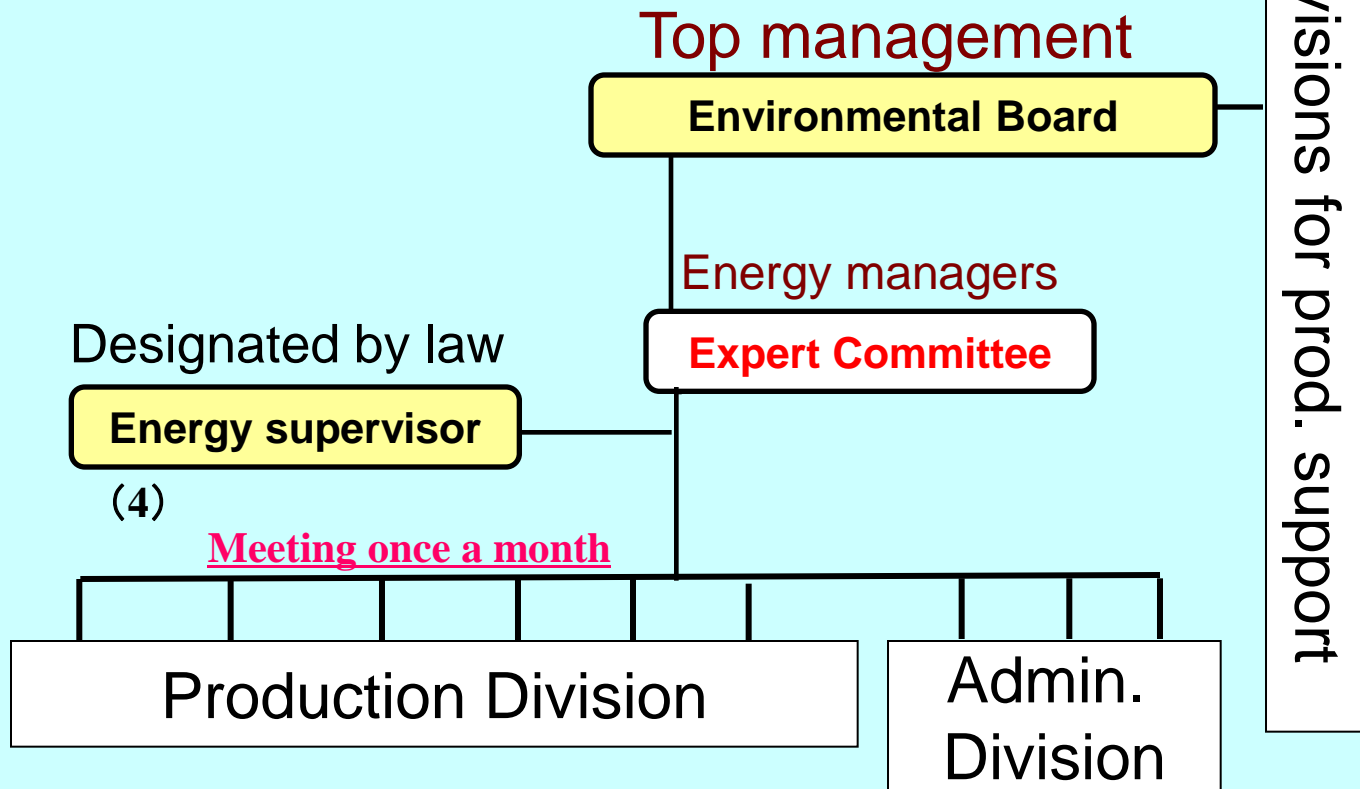 Top management
Environmental Board
Energy managers
Expert Committee
Designated by law
Energy supervisor
（4）
Meeting once a month
Production Division
Admin.
Division
visions for prod. support